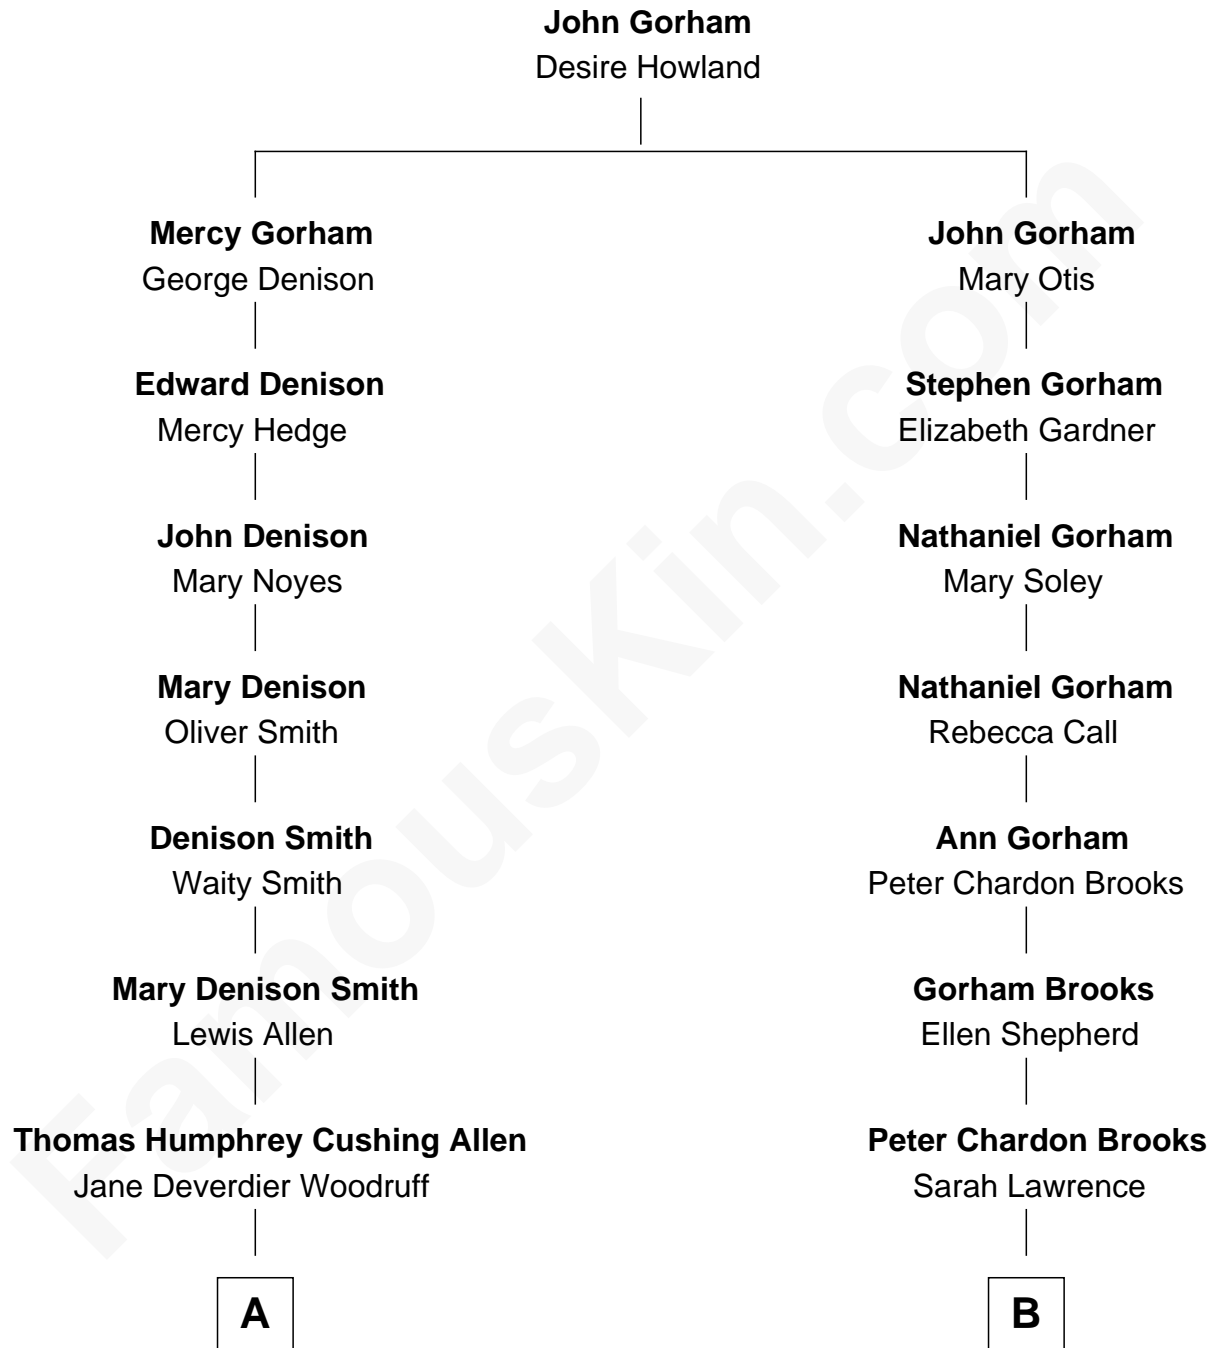 John Gorham
Desire Howland
Mercy Gorham
George Denison
John Gorham
Mary Otis
Edward Denison
Mercy Hedge
Stephen Gorham
Elizabeth Gardner
John Denison
Mary Noyes
Nathaniel Gorham
Mary Soley
Mary Denison
Oliver Smith
Nathaniel Gorham
Rebecca Call
Denison Smith
Waity Smith
Ann Gorham
Peter Chardon Brooks
Mary Denison Smith
Lewis Allen
Gorham Brooks
Ellen Shepherd
Thomas Humphrey Cushing Allen
Jane Deverdier Woodruff
Peter Chardon Brooks
Sarah Lawrence
A
B
FamousKin.com